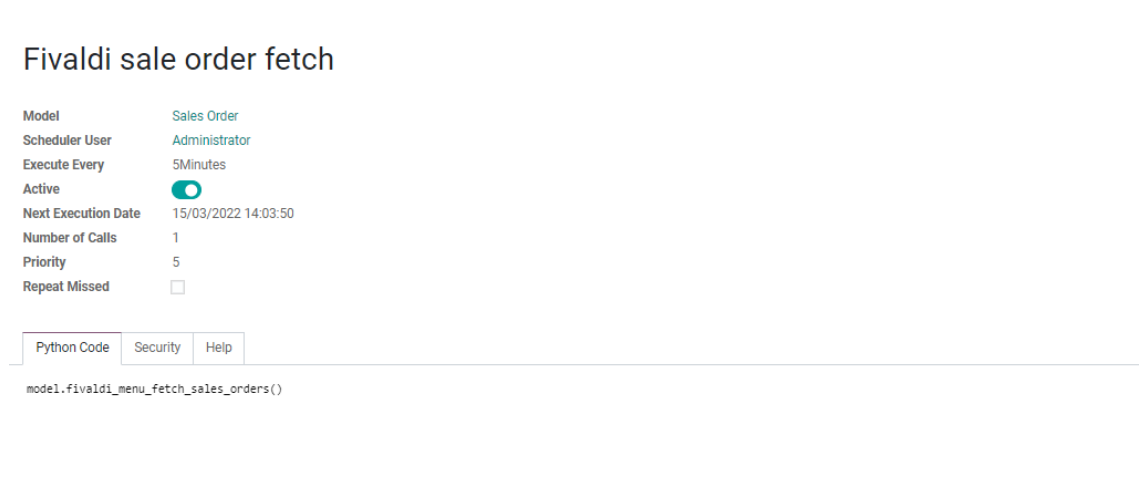 Fivaldi sale order fetch
Model Sales Order
Scheduler User Administrator
Execute Every 5Minutes
Active
Next Execution Date 15/03/2022 14:03:50
Number of Calls 1
Priority 5
Repeat Missed
Python Code Security Help
model.fivaldi_menu_fetch_sales_orders()